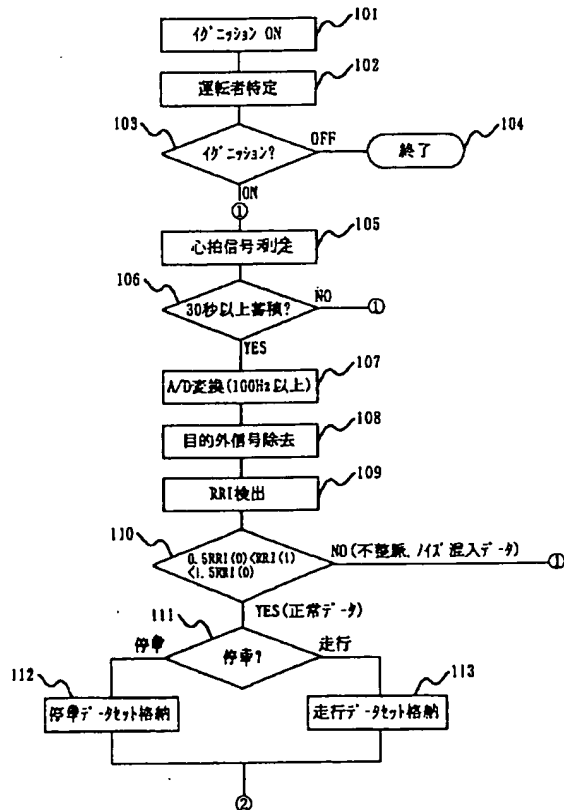 イグニッション ON
101
運転者特定
102
103
イグニッション?
OFF
終了
104
ON
①
心拍信号測定
105
106
30秒以上蓄積?
NO
①
YES
A/D変換(100Hz以上)
107
目的外信号除去
108
RRI検出
109
110
0.5RRI(0)<RRI(1)
<1.5RRI(0)
NO(不整脈,ノイズ混入データ)
①
YES(正常データ)
111
停車
停車?
走行
112
停車データセット格納
走行データセット格納
113
②